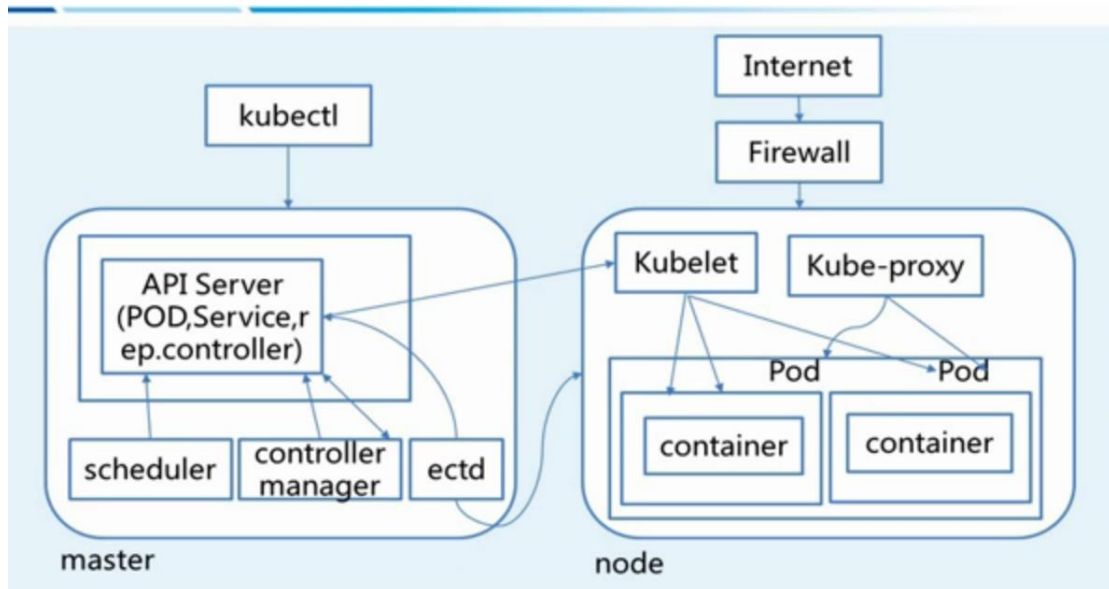 Internet
kubectl
Firewall
API Server
(POD,Service,r
ep.controller)
Kubelet
Kube-proxy
Pod
Pod
scheduler
controller
manager
ectd
container
container
master
node